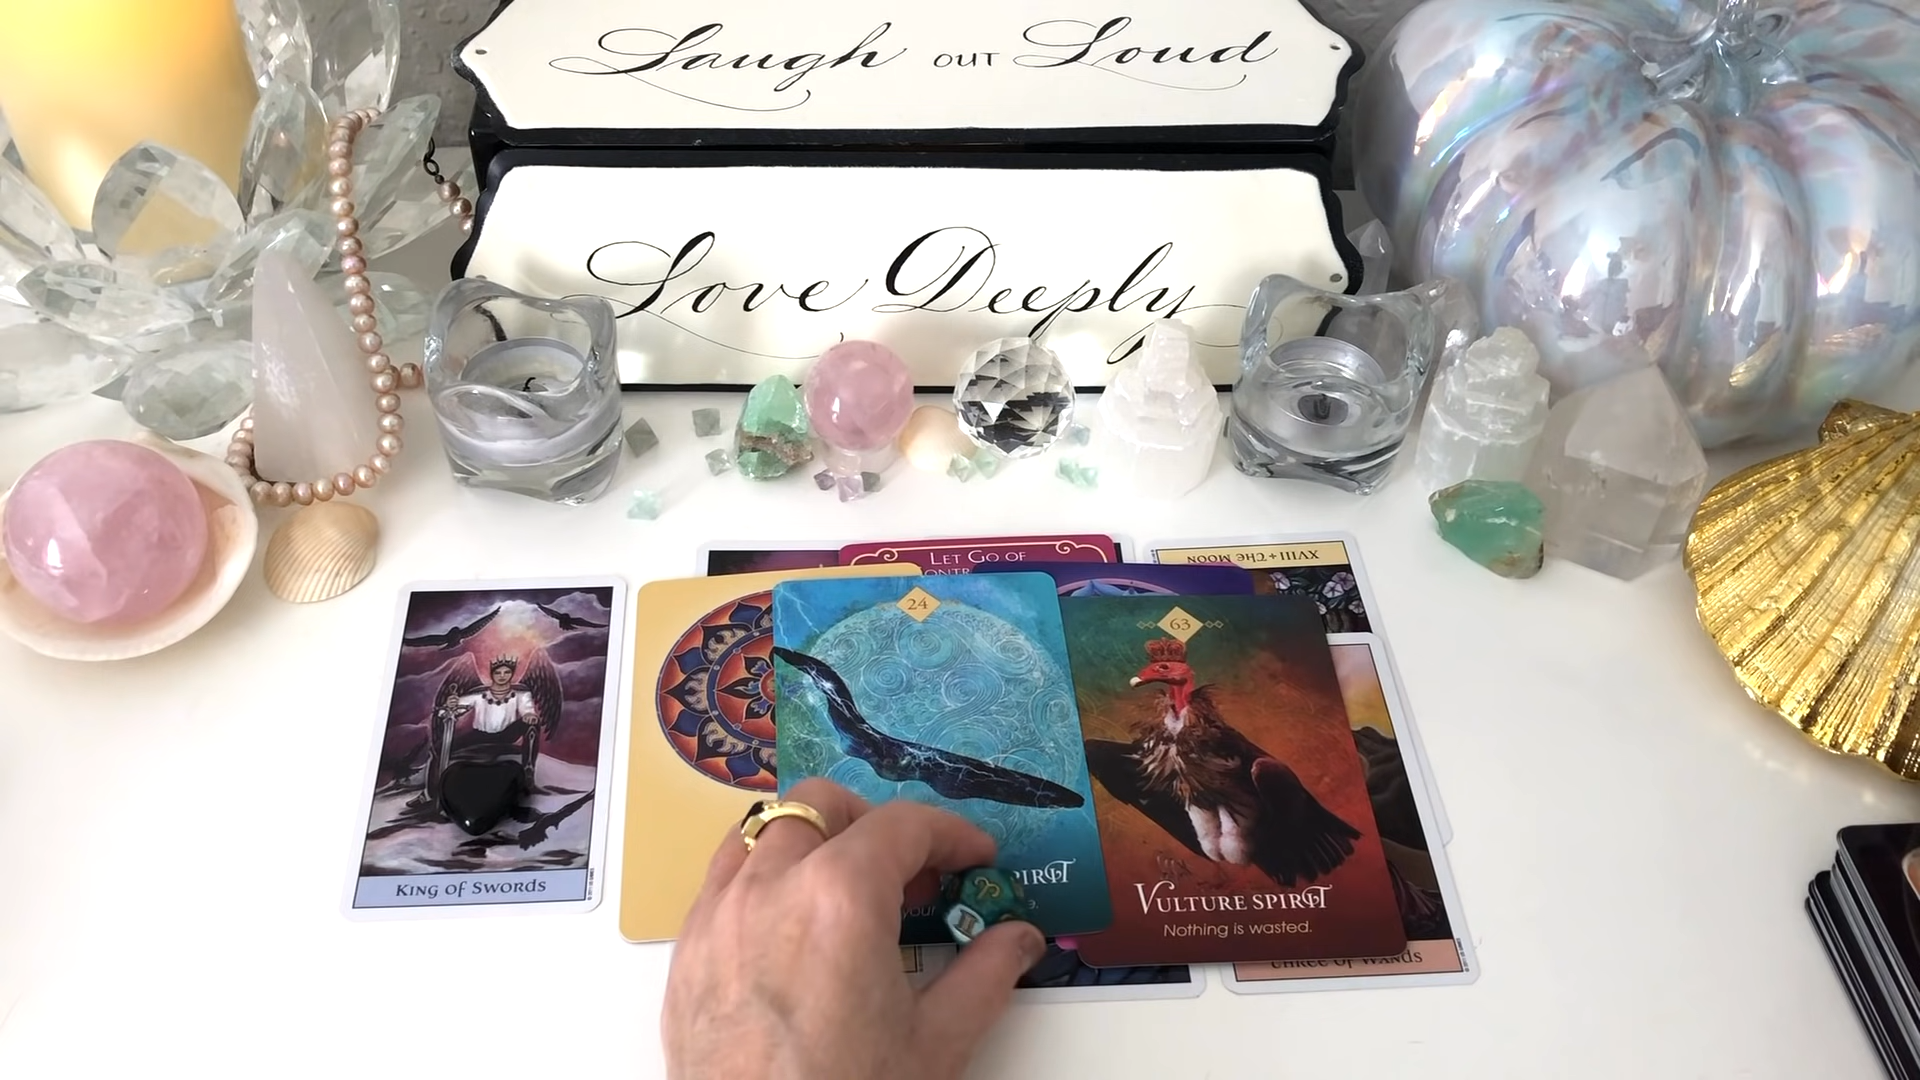 Laugh OUT Loud
Love Deeply
LET GO OF
XVIII + THE MOON
24
63
KING OF SWORDS
VULTURE SPIRIT
Nothing is wasted.
your
THREE OF WANDS